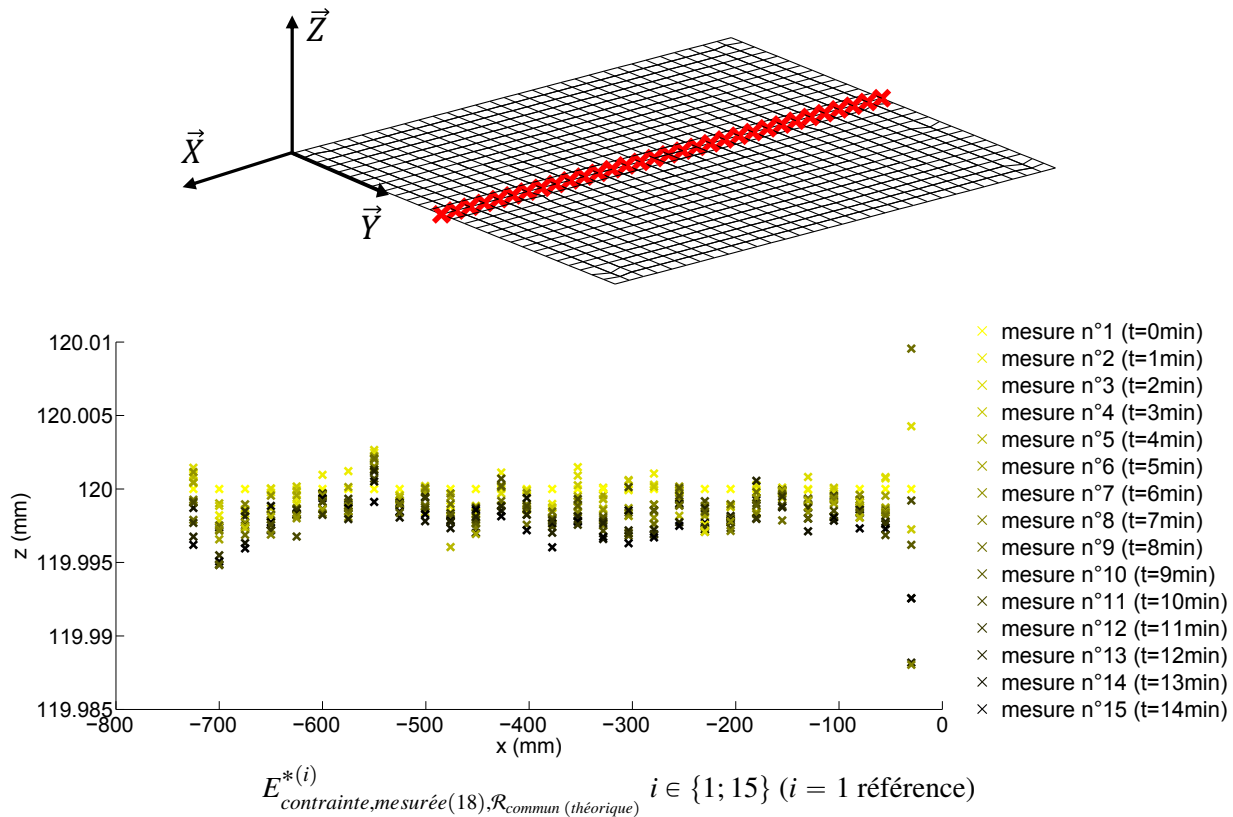 Z
X
Y
120.01
120.005
120
119.995
119.99
119.985
z (mm)
−800
−700
−600
−500
−400
−300
−200
−100
0
x (mm)
mesure n°1 (t=0min)
mesure n°2 (t=1min)
mesure n°3 (t=2min)
mesure n°4 (t=3min)
mesure n°5 (t=4min)
mesure n°6 (t=5min)
mesure n°7 (t=6min)
mesure n°8 (t=7min)
mesure n°9 (t=8min)
mesure n°10 (t=9min)
mesure n°11 (t=10min)
mesure n°12 (t=11min)
mesure n°13 (t=12min)
mesure n°14 (t=13min)
mesure n°15 (t=14min)
E*(i) contrainte,mesurée(18),R commun (théorique) i ∈ {1; 15} (i = 1 référence)